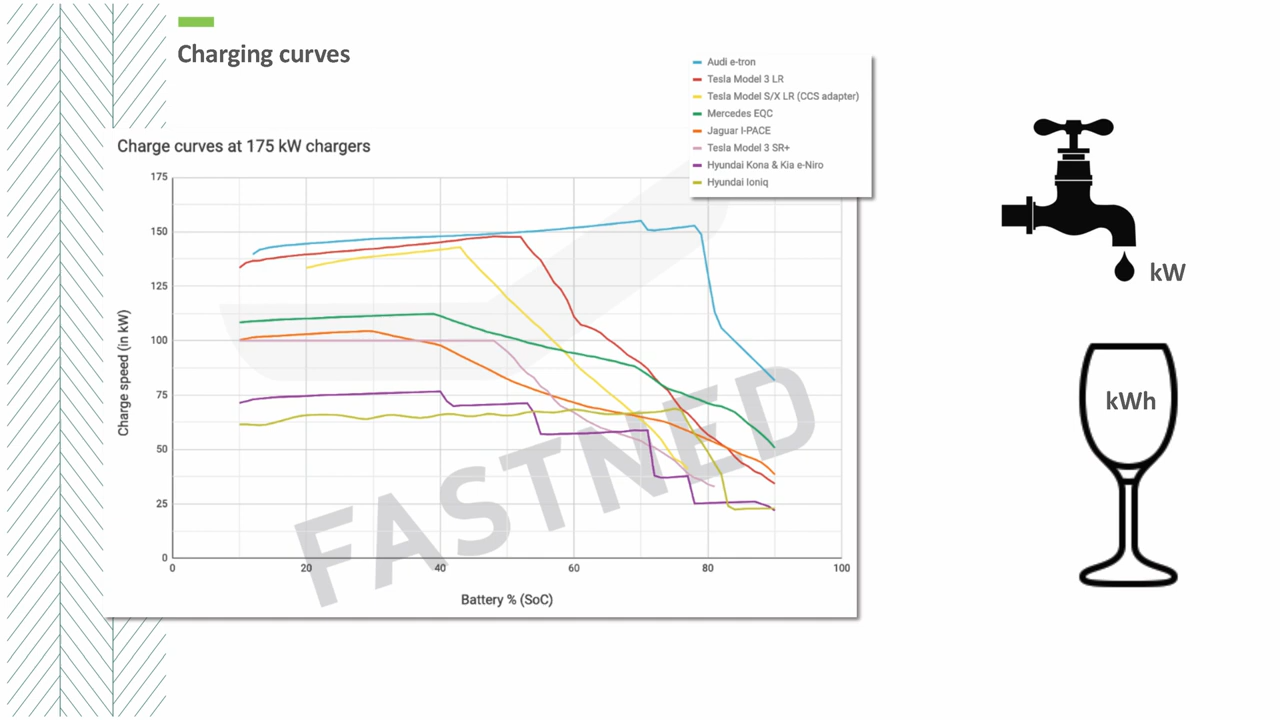 Charging curves
Audi e-tron
Tesla Model 3 LR
Tesla Model S/X LR (CCS adapter)
Mercedes EQC
Jaguar I-PACE
Tesla Model 3 SR+
Hyundai Kona & Kia e-Niro
Hyundai Ioniq
Charge curves at 175 kW chargers
175
150
125
100
75
50
25
0
Charge speed (in kW)
0 20 40 60 80 100
Battery % (SoC)
FASTNED
kW
kWh